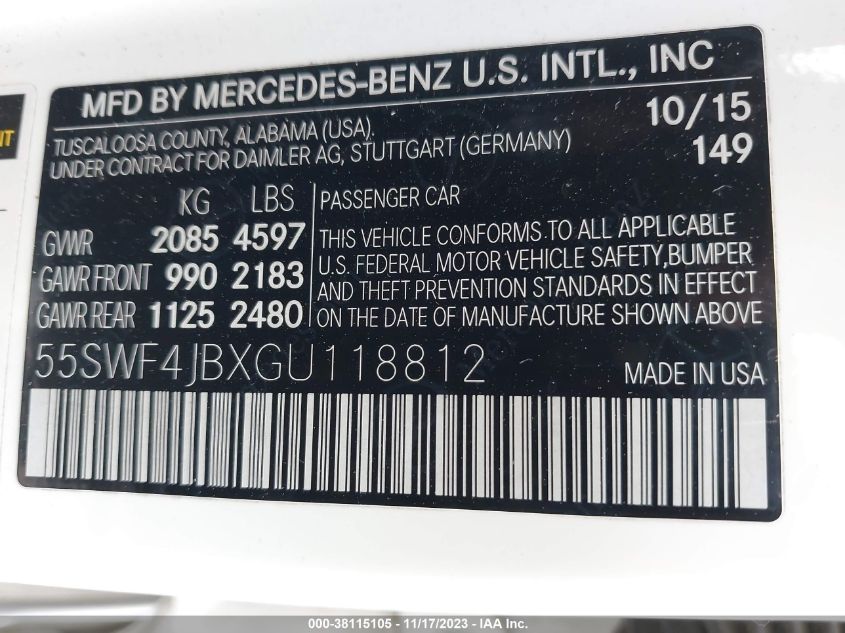 IT
MFD BY MERCEDES-BENZ U.S. INTL., INC
TUSCALOOSA COUNTY, ALABAMA (USA). 10/15
UNDER CONTRACT FOR DAIMLER AG, STUTTGART (GERMANY) 149
KG LBS PASSENGER CAR
GVWR 2085 4597
GAWR FRONT 990 2183
GAWR REAR 1125 2480
THIS VEHICLE CONFORMS TO ALL APPLICABLE
U.S. FEDERAL MOTOR VEHICLE SAFETY, BUMPER
AND THEFT PREVENTION STANDARDS IN EFFECT
ON THE DATE OF MANUFACTURE SHOWN ABOVE
55SWF4JBXGU118812 MADE IN USA
000-38115105 - 11/17/2023 - IAA Inc.